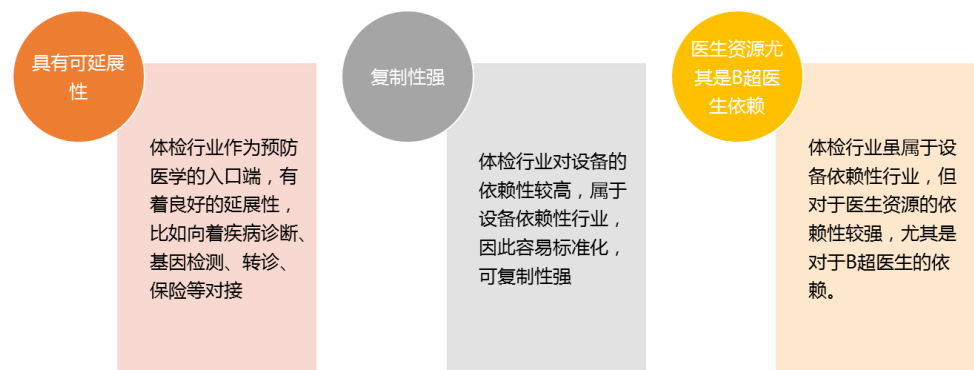 具有可延展
性
体检行业作为预防
医学的入口端，有
着良好的延展性，
比如向着疾病诊断、
基因检测、转诊、
保险等对接
复制性强
体检行业对设备的
依赖性较高，属于
设备依赖性行业，
因此容易标准化，
可复制性强
医生资源尤
其是B超医
生依赖
体检行业虽属于设
备依赖性行业，但
对于医生资源的依
赖性较强，尤其是
对于B超医生的依
赖。